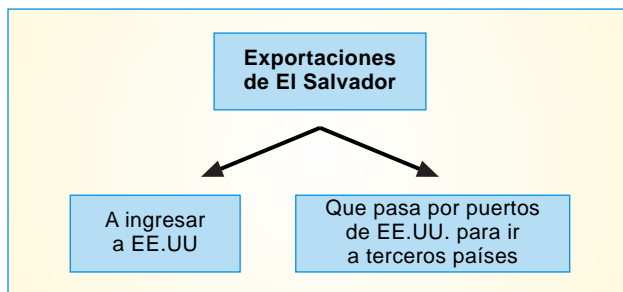 Exportaciones
de El Salvador
A ingresar
a EE.UU
Que pasa por puertos
de EE.UU. para ir
a terceros países